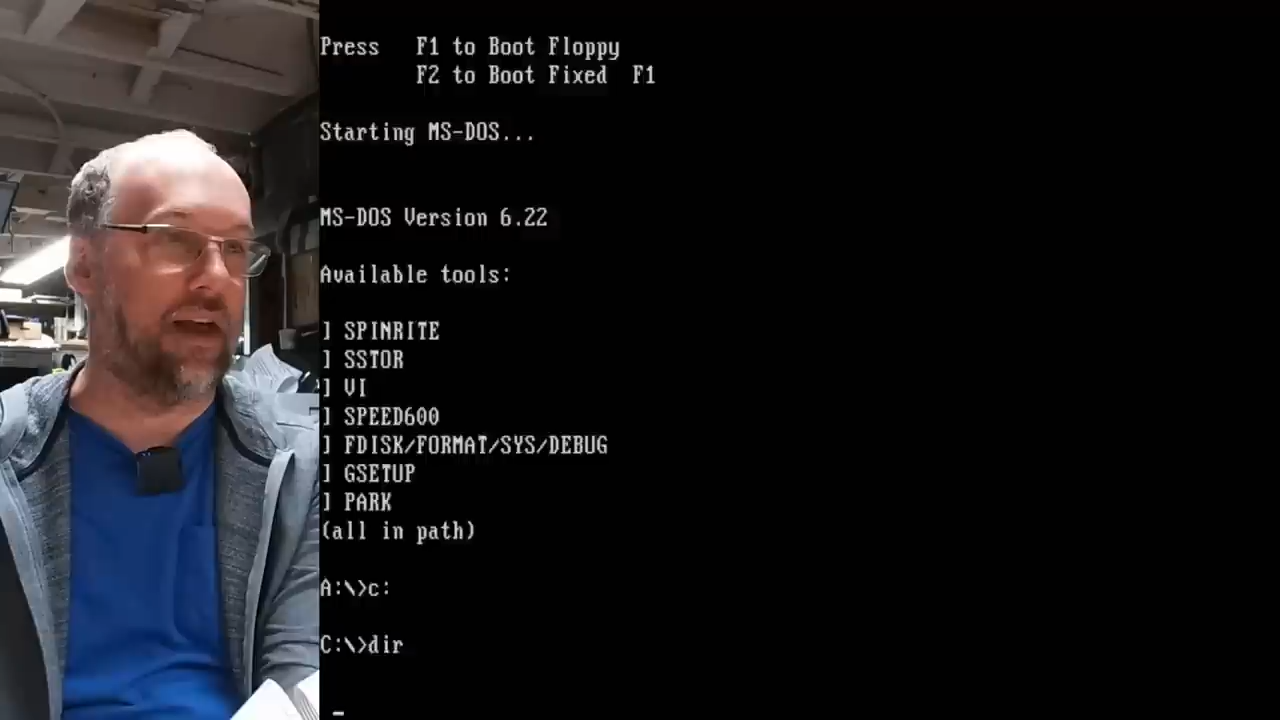 Press   F1 to Boot Floppy
        F2 to Boot Fixed  F1
Starting MS-DOS...
MS-DOS Version 6.22
Available tools:
] SPINRITE
] SSTOR
] VI
] SPEED600
] FDISK/FORMAT/SYS/DEBUG
] GSETUP
] PARK
(all in path)
A:\>c:
C:\>dir